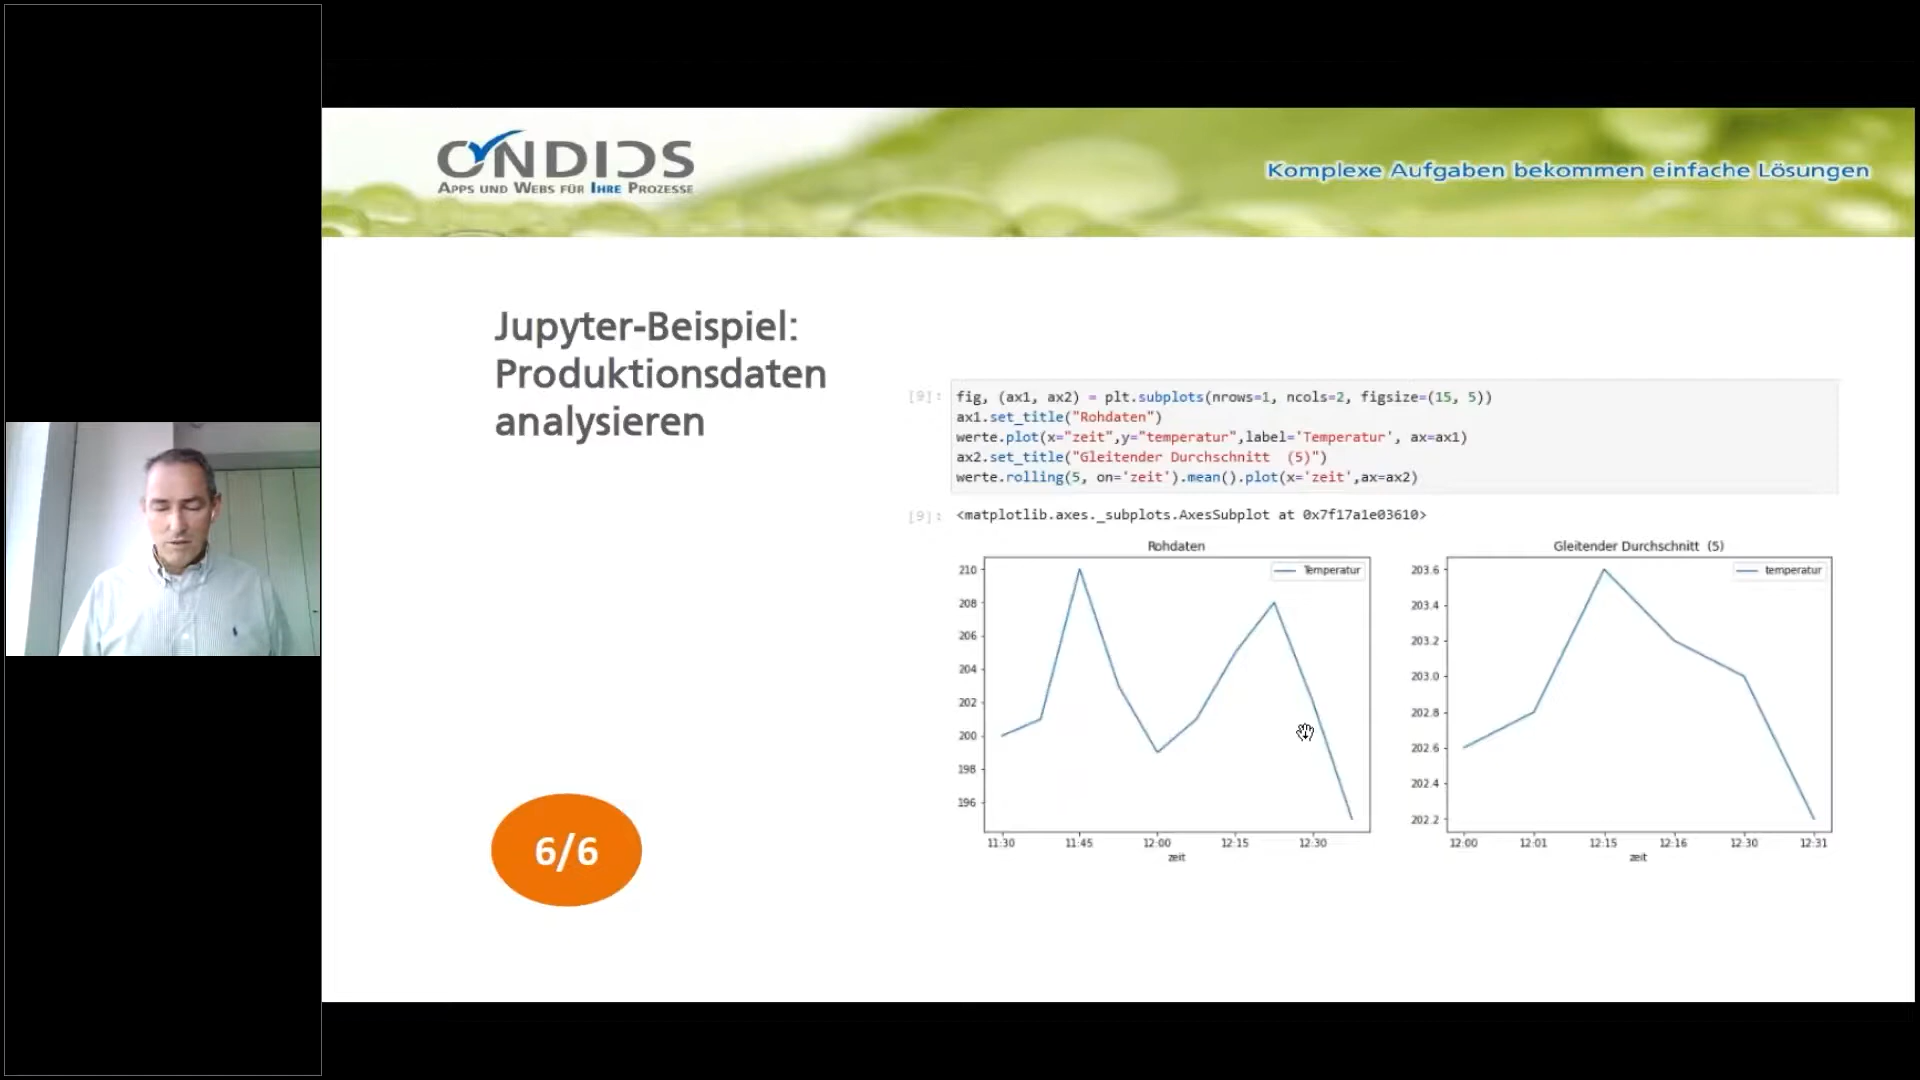 ONDICS
APPS UND WEBS FÜR IHRE PROZESSE
Komplexe Aufgaben bekommen einfache Lösungen
Jupyter-Beispiel:
Produktionsdaten
analysieren
6/6
[9]: fig, (ax1, ax2) = plt.subplots(nrows=1, ncols=2, figsize=(15, 5))
ax1.set_title("Rohdaten")
werte.plot(x="zeit",y="temperatur",label='Temperatur', ax=ax1)
ax2.set_title("Gleitender Durchschnitt  (5)")
werte.rolling(5, on='zeit').mean().plot(x='zeit',ax=ax2)
[9]: <matplotlib.axes._subplots.AxesSubplot at 0x7f17a1e03610>
Rohdaten
Temperatur
210
208
206
204
202
200
198
196
11:30 11:45 12:00 12:15 12:30
zeit
Gleitender Durchschnitt  (5)
temperatur
203.6
203.4
203.2
203.0
202.8
202.6
202.4
202.2
12:00 12:01 12:15 12:16 12:30 12:31
zeit